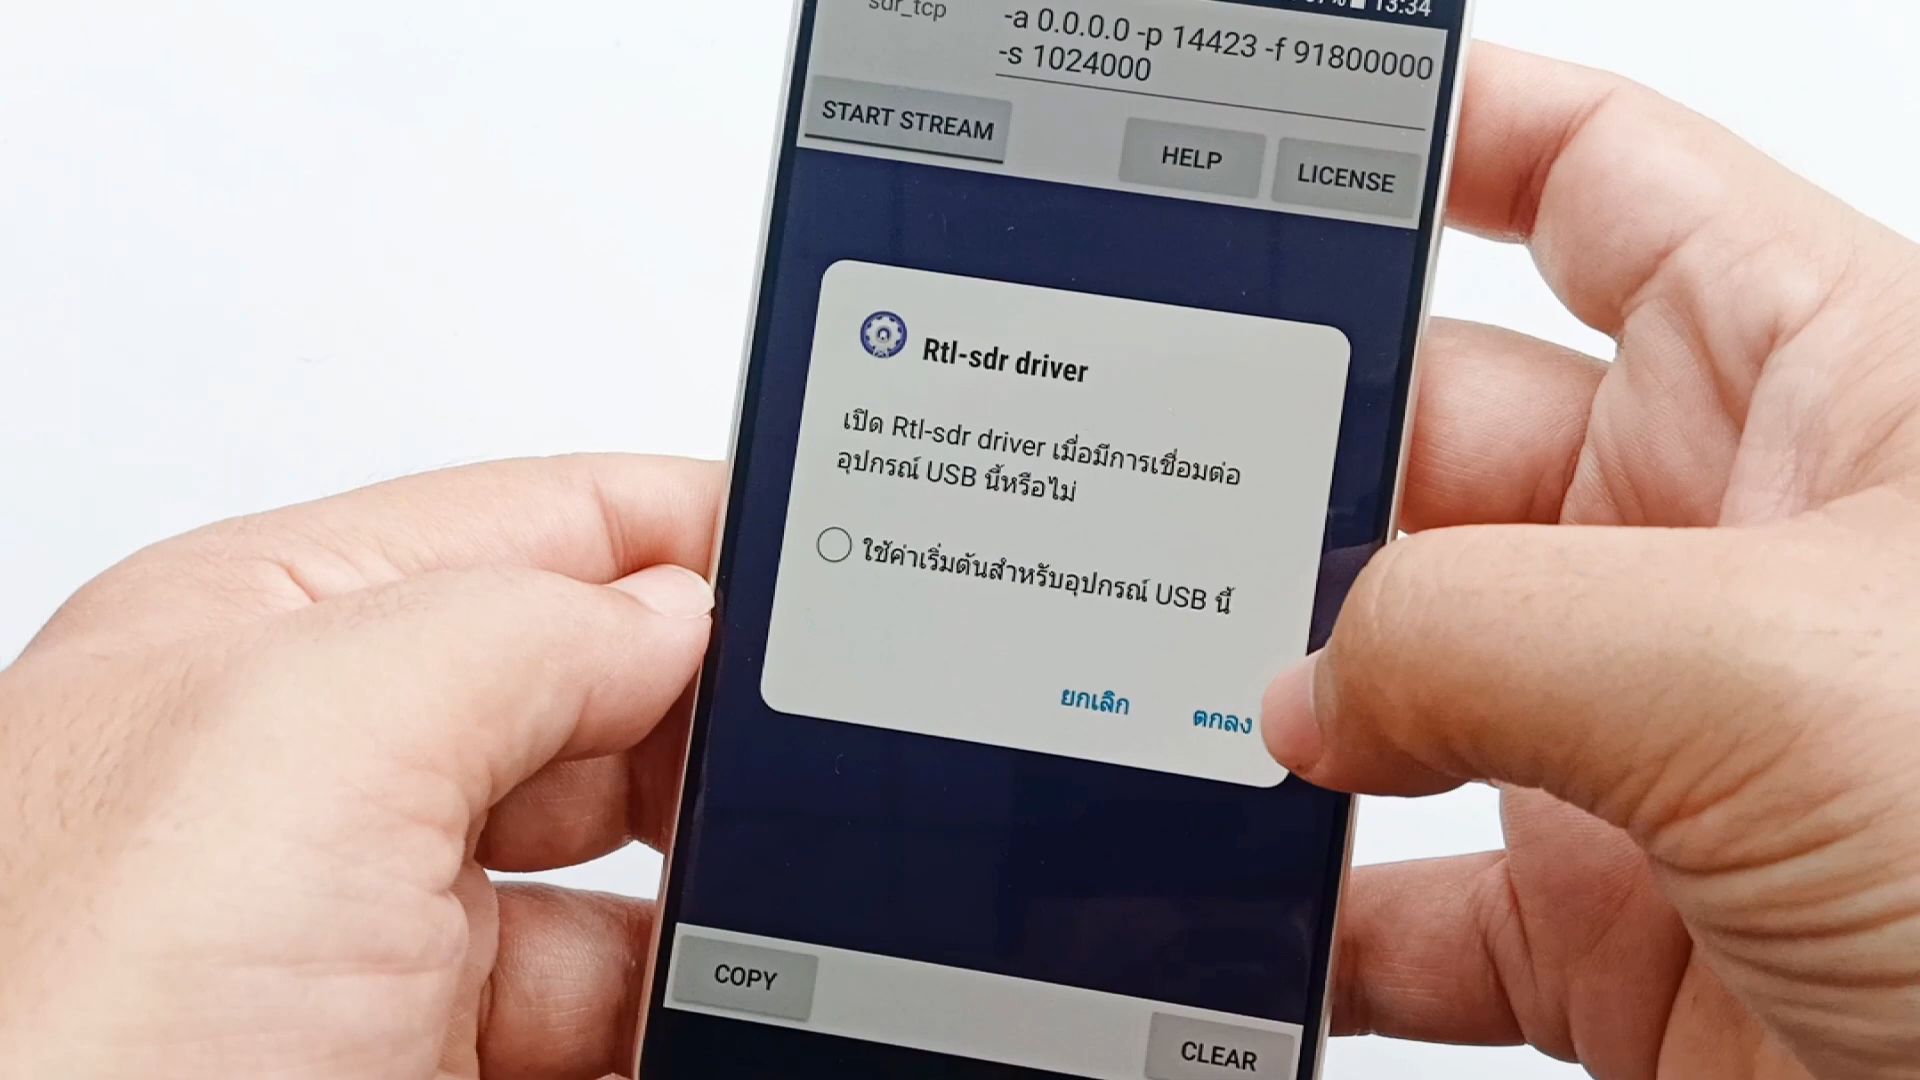 13:34
sdr_tcp
-a 0.0.0.0 -p 14423 -f 91800000
-s 1024000
START STREAM
HELP
LICENSE
Rtl-sdr driver
เปิด Rtl-sdr driver เมื่อมีการเชื่อมต่อ
อุปกรณ์ USB นี้หรือไม่
ใช้ค่าเริ่มต้นสำหรับอุปกรณ์ USB นี้
ยกเลิก
ตกลง
COPY
CLEAR